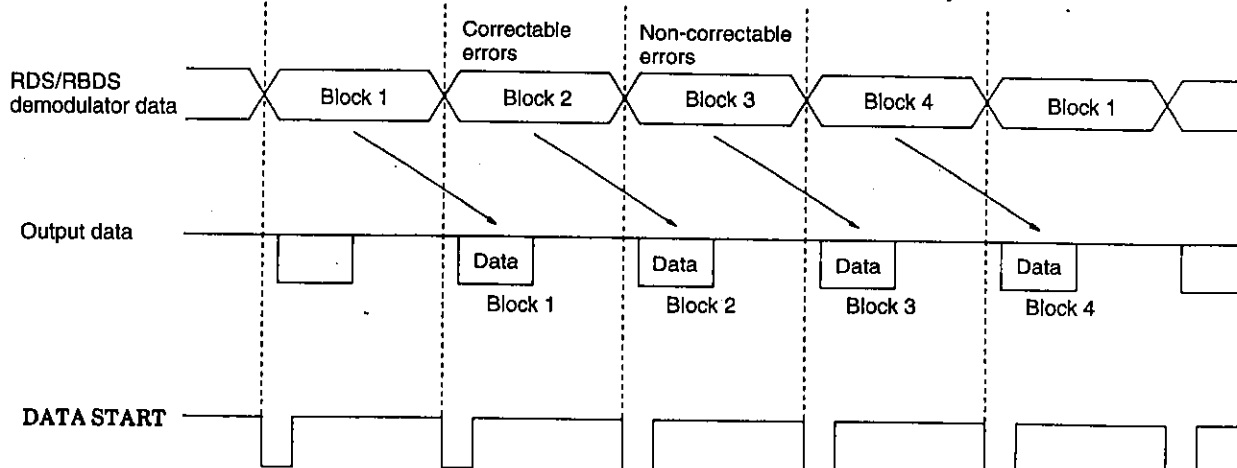 Correctable
errors
Non-correctable
errors
RDS/RBDS
demodulator data
Block 1
Block 2
Block 3
Block 4
Block 1
Output data
Data
Data
Data
Data
Block 1
Block 2
Block 3
Block 4
DATA START